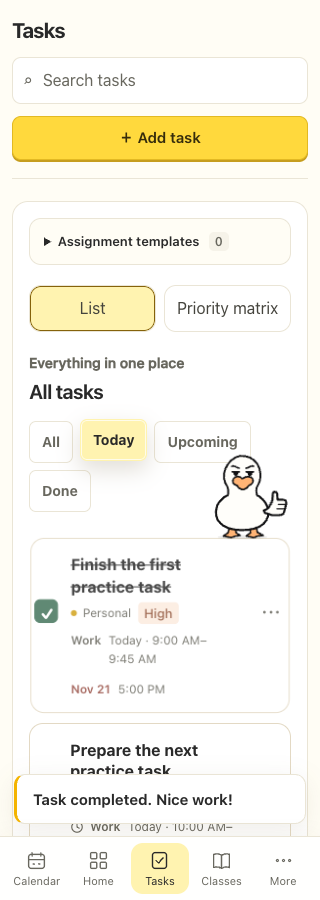 Tasks
Search tasks
+ Add task
Assignment templates 0
List Priority matrix
Everything in one place
All tasks
All Today Upcoming
Done
Finish the first
practice task
Personal High
Work Today · 9:00 AM–
9:45 AM
Nov 21 5:00 PM
Prepare the next
practice task
Task completed. Nice work!
Work Today · 10:00 AM–
Calendar Home Tasks Classes More